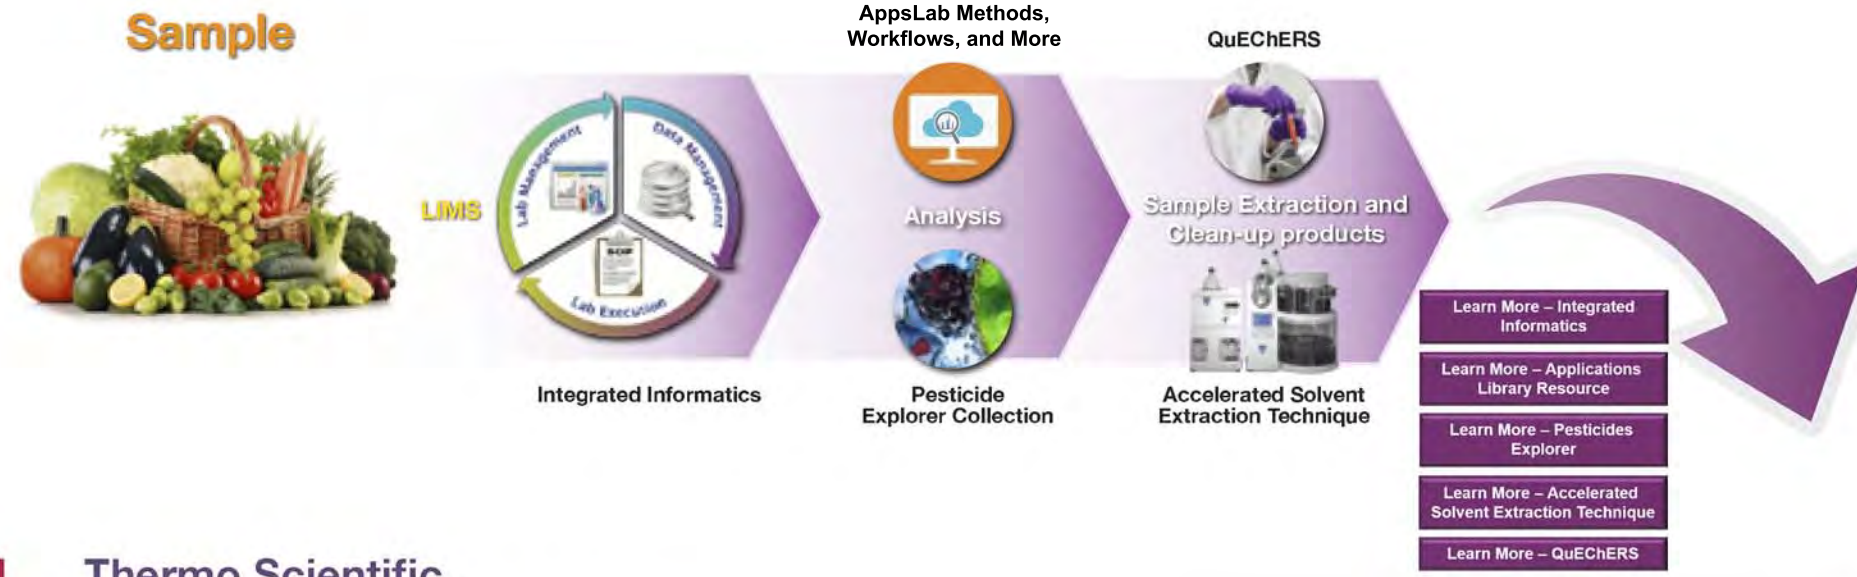 Sample
LIMS
Lab Management
Data Management
Lab Execution
Integrated Informatics
AppsLab Methods,
Workflows, and More
Analysis
Pesticide
Explorer Collection
QuEChERS
Sample Extraction and
Clean-up products
Accelerated Solvent
Extraction Technique
Learn More – Integrated
Informatics
Learn More – Applications
Library Resource
Learn More – Pesticides
Explorer
Learn More – Accelerated
Solvent Extraction Technique
Learn More – QuEChERS
Thermo Scientific